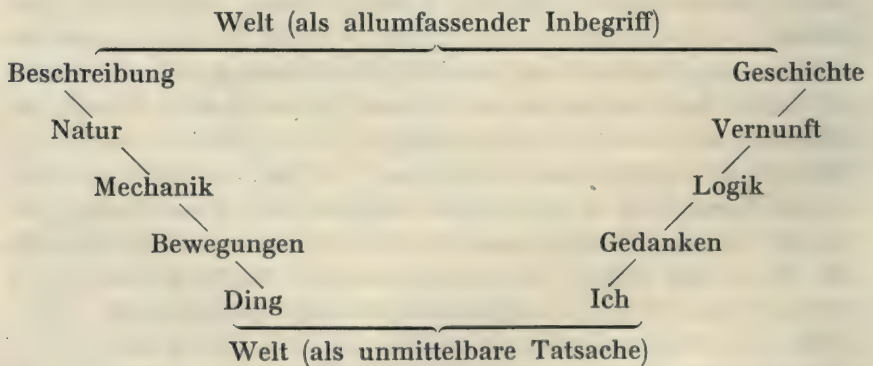 Welt (als allumfassender Inbegriff)
Beschreibung Geschichte
Natur Vernunft
Mechanik Logik
Bewegungen Gedanken
Ding Ich
Welt (als unmittelbare Tatsache)